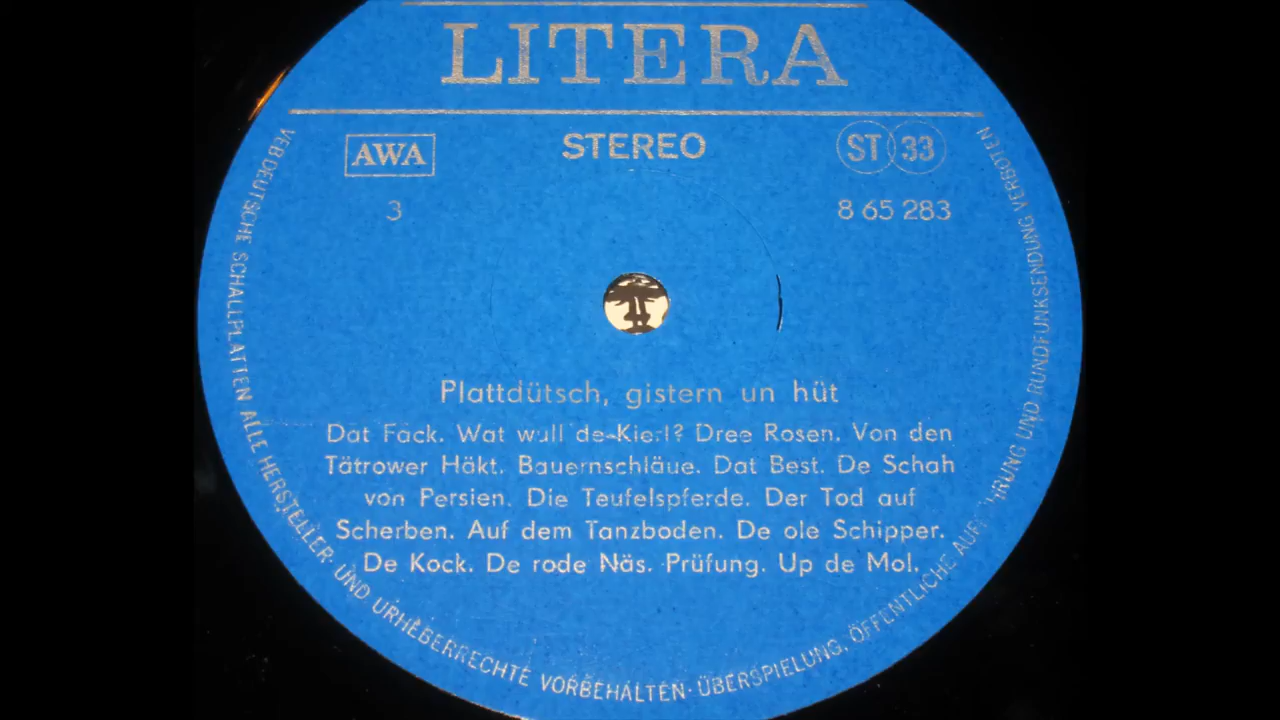 LITERA
AWA STEREO ST 33
3 8 65 283
Plattdütsch, gistern un hüt
Dat Fack. Wat wull de Kierl? Dree Rosen. Von den
Tätrower Häkt. Bauernschläue. Dat Best. De Schah
von Persien. Die Teufelspferde. Der Tod auf
Scherben. Auf dem Tanzboden. De ole Schipper.
De Kock. De rode Näs. Prüfung. Up de Mol.
VEB DEUTSCHE SCHALLPLATTEN ALLE HERSTELLER- UND URHEBERRECHTE VORBEHALTEN· ÜBERSPIELUNG, ÖFFENTLICHE AUFFÜHRUNG UND RUNDFUNKSENDUNG VERBOTEN